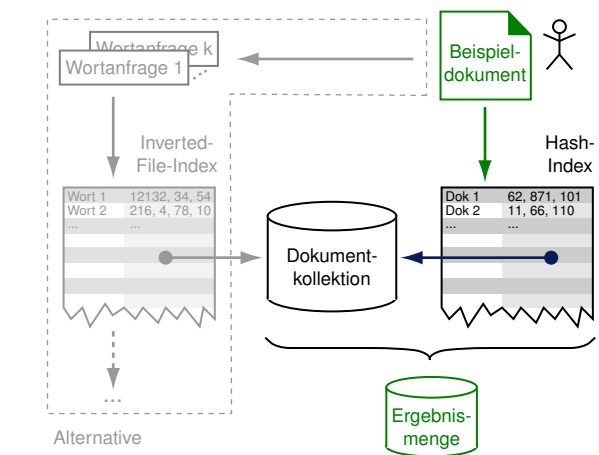 Wortanfrage k
Wortanfrage 1
...
Beispiel-
dokument
Inverted-
File-Index
Hash-
Index
Wort 1 12132, 34, 54
Wort 2 216, 4, 78, 10
... ...
Dok 1 62, 871, 101
Dok 2 11, 66, 110
... ...
Dokument-
kollektion
...
Ergebnis-
menge
Alternative